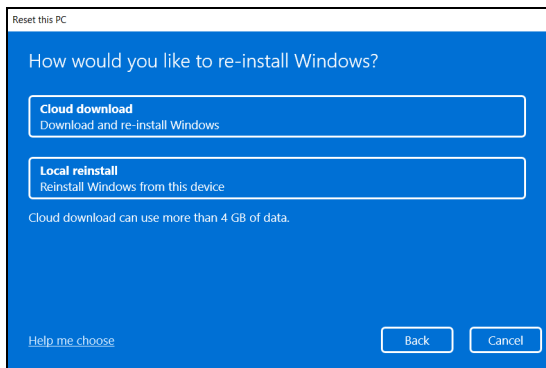 Reset this PC
How would you like to re-install Windows?
Cloud download
Download and re-install Windows
Local reinstall
Reinstall Windows from this device
Cloud download can use more than 4 GB of data.
Help me choose
Back
Cancel